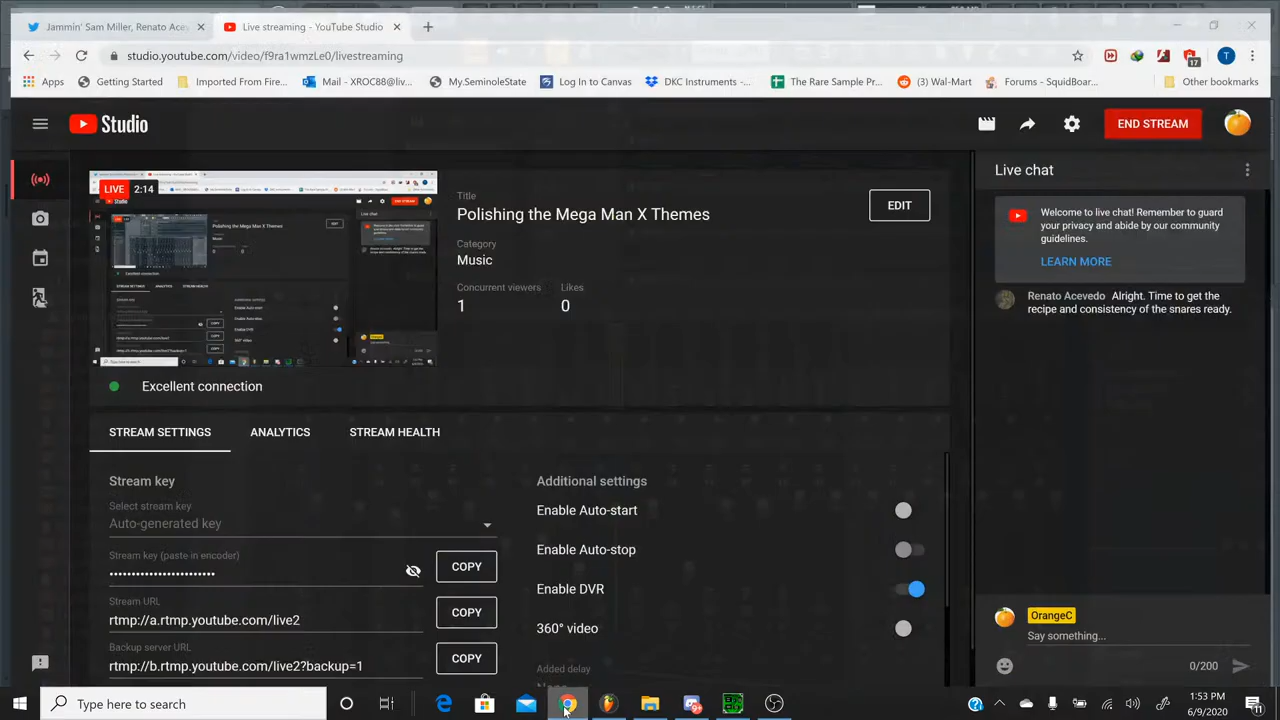 Jammin' Sam Miller, Renato Ace
Live streaming - YouTube Studio
studio.youtube.com/video/f9ra1wmzLe0/livestreaming
T
17
Apps
Getting Started
Imported From Fire...
Mail - XROC88@liv...
My.SeminoleState
Log In to Canvas
DKC Instruments -...
The Rare Sample Pr...
(3) Wal-Mart
Forums - SquidBoar...
Other bookmarks
Studio
END STREAM
LIVE 2:14
Title
Polishing the Mega Man X Themes
EDIT
Category
Music
Concurrent viewers
Likes
1
0
Excellent connection
STREAM SETTINGS
ANALYTICS
STREAM HEALTH
Stream key
Select stream key
Auto-generated key
Stream key (paste in encoder)
••••••••••••••••••••••••
COPY
Stream URL
rtmp://a.rtmp.youtube.com/live2
COPY
Backup server URL
rtmp://b.rtmp.youtube.com/live2?backup=1
COPY
Additional settings
Enable Auto-start
Enable Auto-stop
Enable DVR
360° video
Added delay
Live chat
Welcome to live chat! Remember to guard
your privacy and abide by our community
guidelines.
LEARN MORE
Renato Acevedo Alright. Time to get the
recipe and consistency of the snares ready.
OrangeC
Say something...
0/200
Type here to search
1:53 PM
6/9/2020